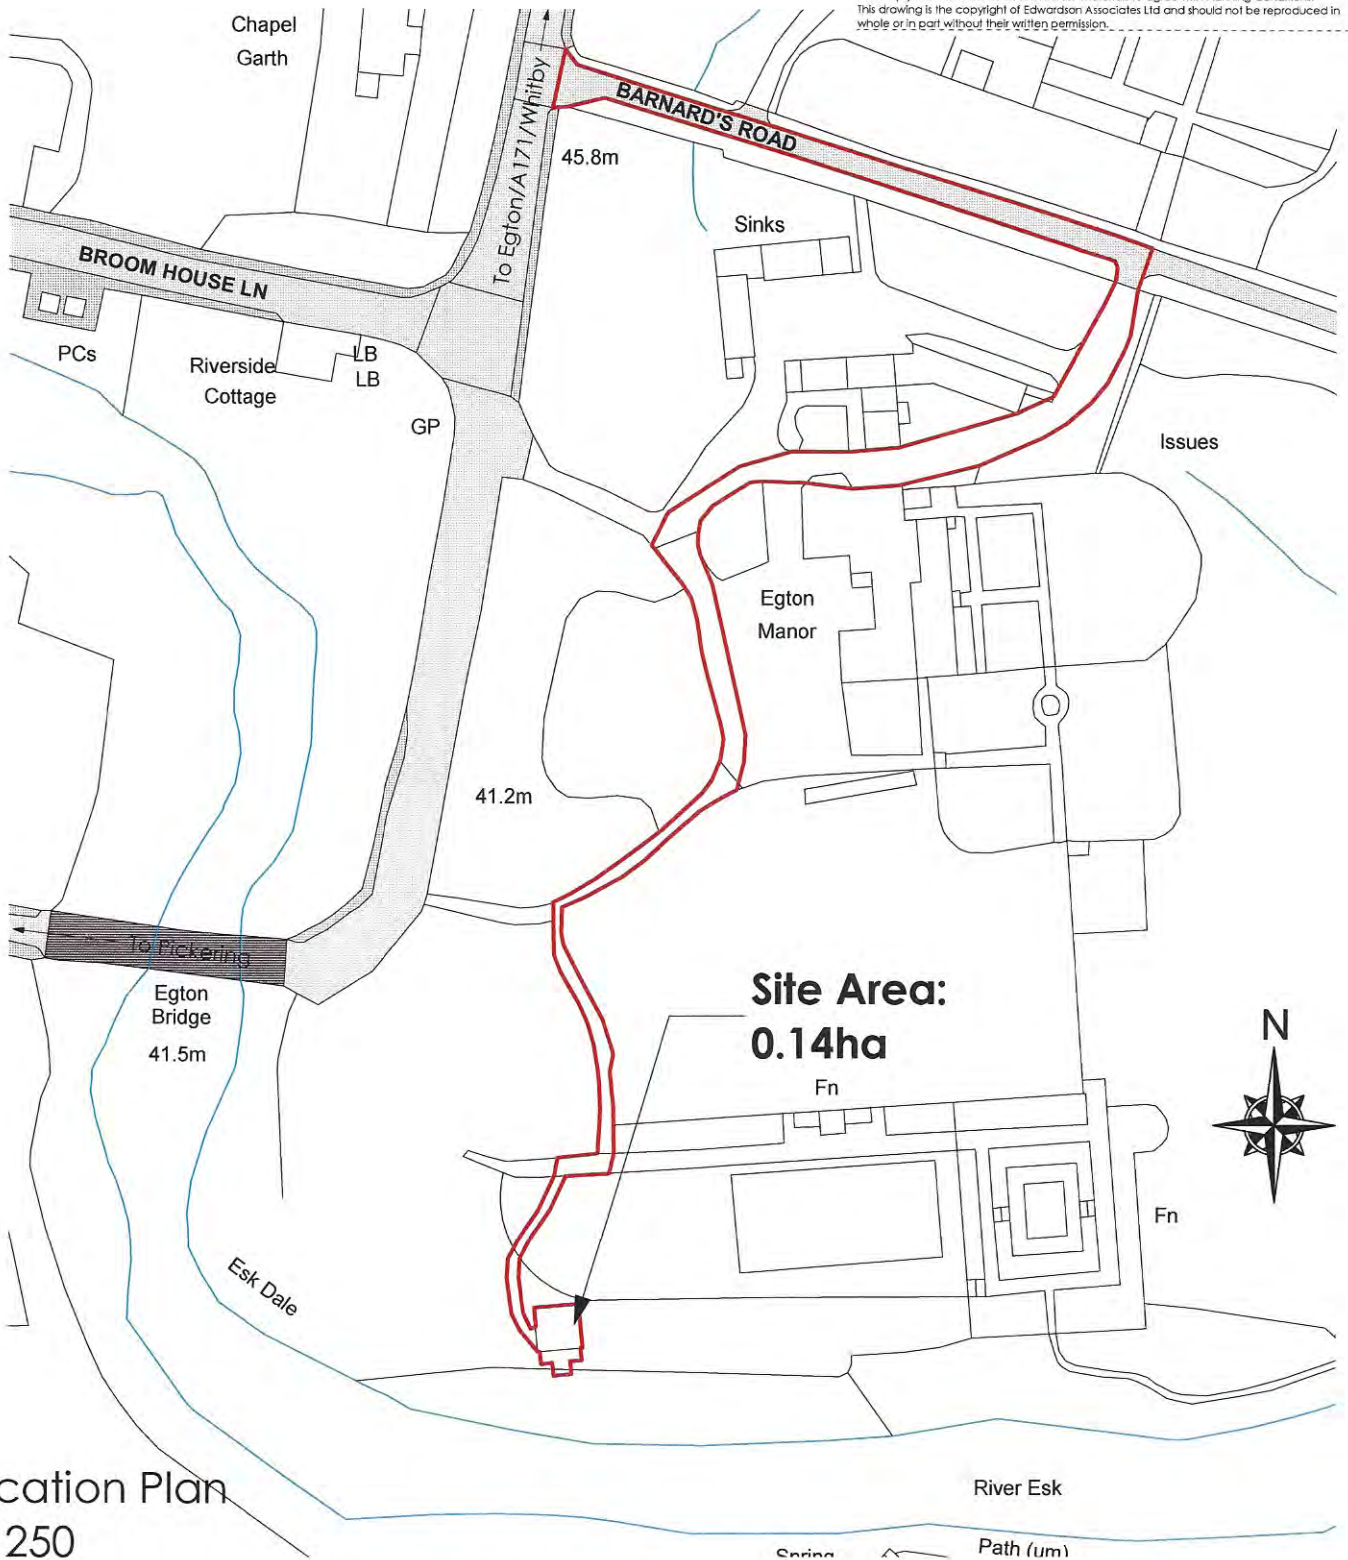 This drawing is the copyright of Edwardson Associates Ltd and should not be reproduced in
whole or in part without their written permission.
Chapel
Garth
To Egton/A171/Whitby
BARNARD'S ROAD
45.8m
Sinks
BROOM HOUSE LN
PCs
Riverside
Cottage
LB
LB
GP
Issues
Egton
Manor
41.2m
To Pickering
Egton
Bridge
41.5m
Site Area:
0.14ha
Fn
N
Fn
Esk Dale
cation Plan
250
River Esk
Spring
Path (um)